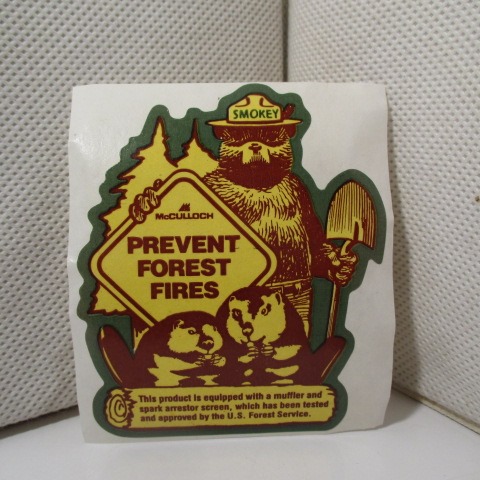 SMOKEY
McCULLOCH
PREVENT
FOREST
FIRES
This product is equipped with a muffler and
spark arrestor screen, which has been tested
and approved by the U.S. Forest Service.